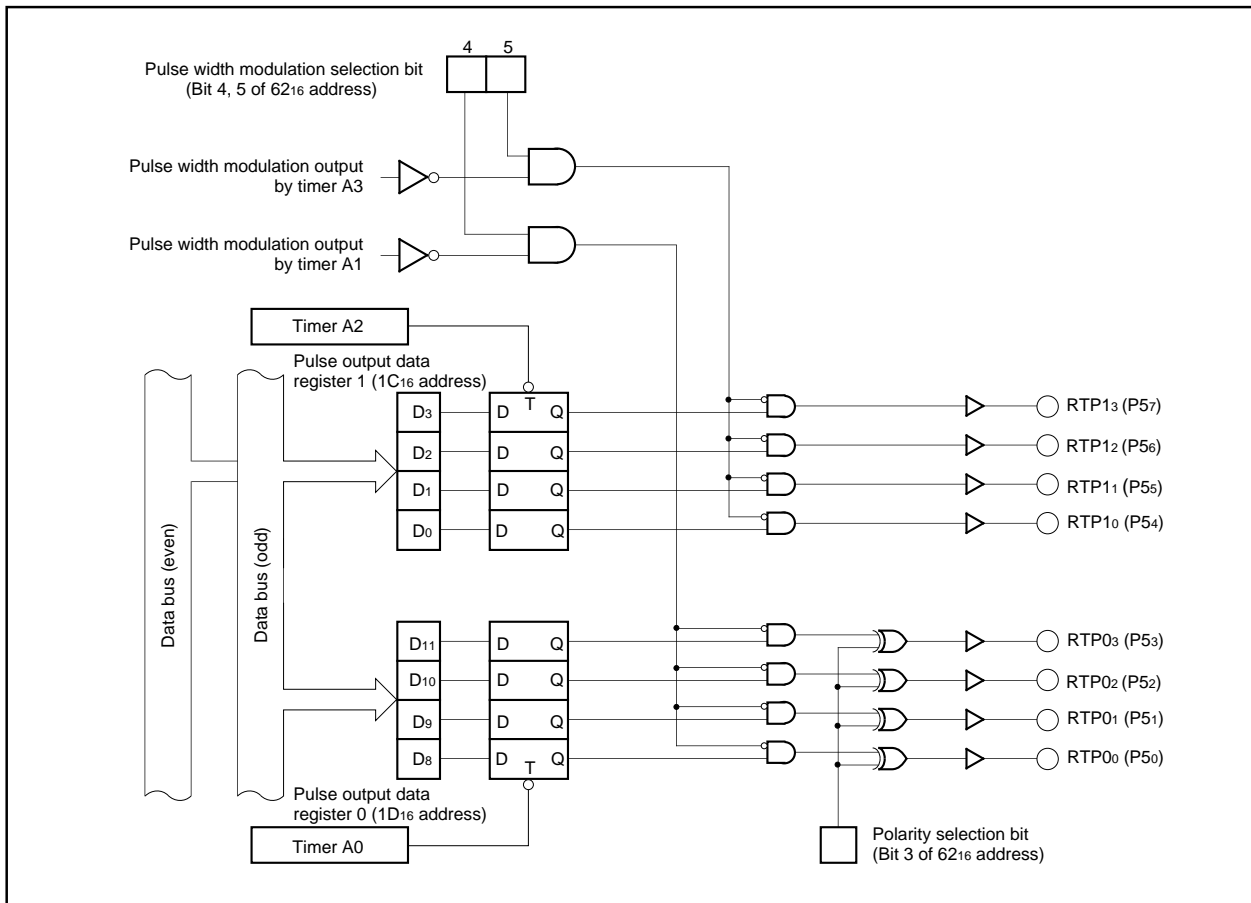 4 5
Pulse width modulation selection bit
(Bit 4, 5 of 62₁₆ address)
Pulse width modulation output
by timer A3
Pulse width modulation output
by timer A1
Timer A2
Pulse output data
register 1 (1C₁₆ address)
T
D₃ D Q RTP1₃ (P5₇)
D₂ D Q RTP1₂ (P5₆)
D₁ D Q RTP1₁ (P5₅)
D₀ D Q RTP1₀ (P5₄)
Data bus (even)
Data bus (odd)
D₁₁ D Q RTP0₃ (P5₃)
D₁₀ D Q RTP0₂ (P5₂)
D₉ D Q RTP0₁ (P5₁)
D₈ D Q RTP0₀ (P5₀)
T
Pulse output data
register 0 (1D₁₆ address)
Timer A0
Polarity selection bit
(Bit 3 of 62₁₆ address)